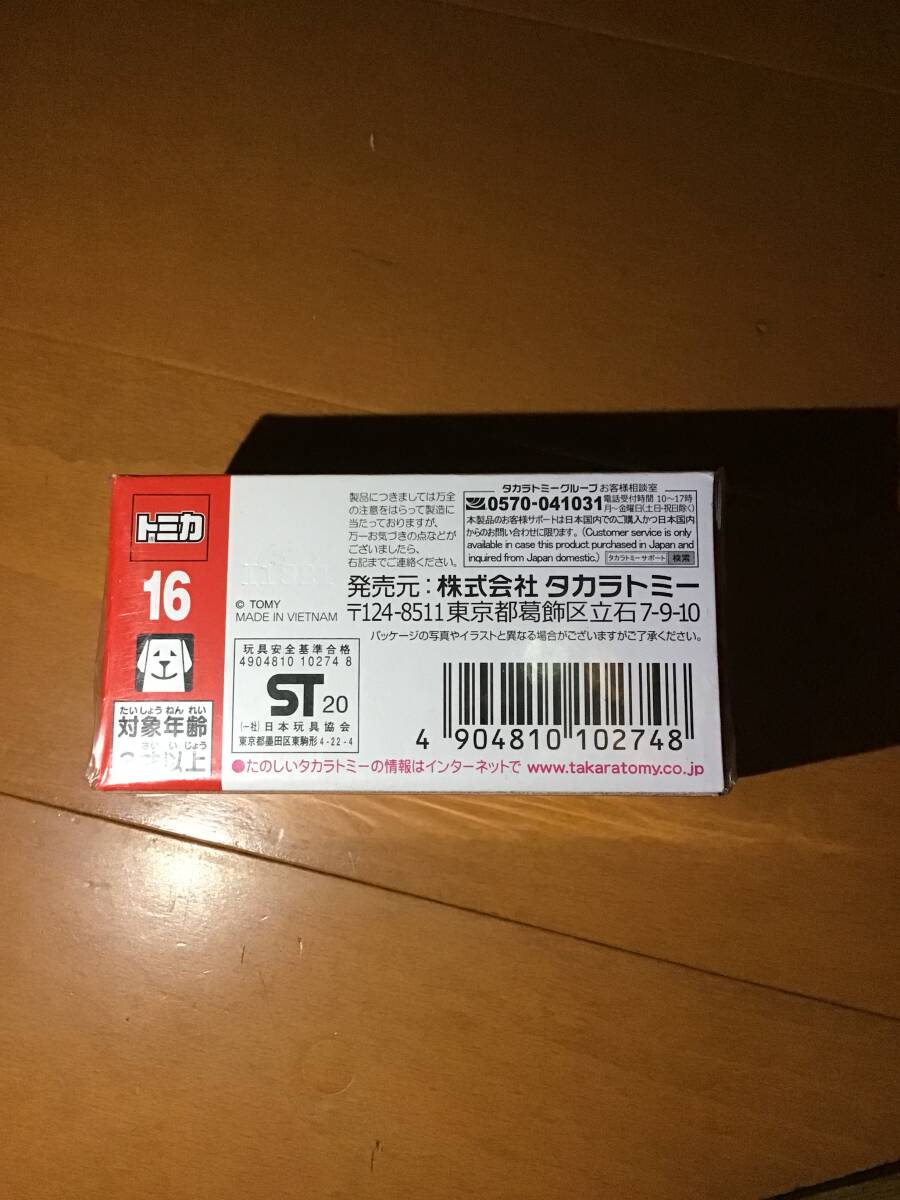 トミカ
16
たいしょうねんれい
対象年齢
さいいじょう
以上
© TOMY
MADE IN VIETNAM
製品につきましては万全
の注意をはらって製造に
当たっておりますが、
万一お気づきの点などが
ございましたら、
右記までご連絡ください。
タカラトミーグループお客様相談室
0570-041031
電話受付時間 10〜17時
月〜金曜日(土日・祝日除く)
本製品のお客様サポートは日本国内でのご購入かつ日本国内
からのお問い合わせに限ります。(Customer service is only
available in case this product purchased in Japan and
inquired from Japan domestic.) タカラトミーサポート 検索
発売元:株式会社 タカラトミー
〒124-8511東京都葛飾区立石7-9-10
パッケージの写真やイラストと異なる場合がございますがご了承ください。
玩具安全基準合格
4904810 10274 8
ST 20
(一社)日本玩具協会
東京都墨田区東駒形4-22-4
4 904810 102748
●たのしいタカラトミーの情報はインターネットで www.takaratomy.co.jp